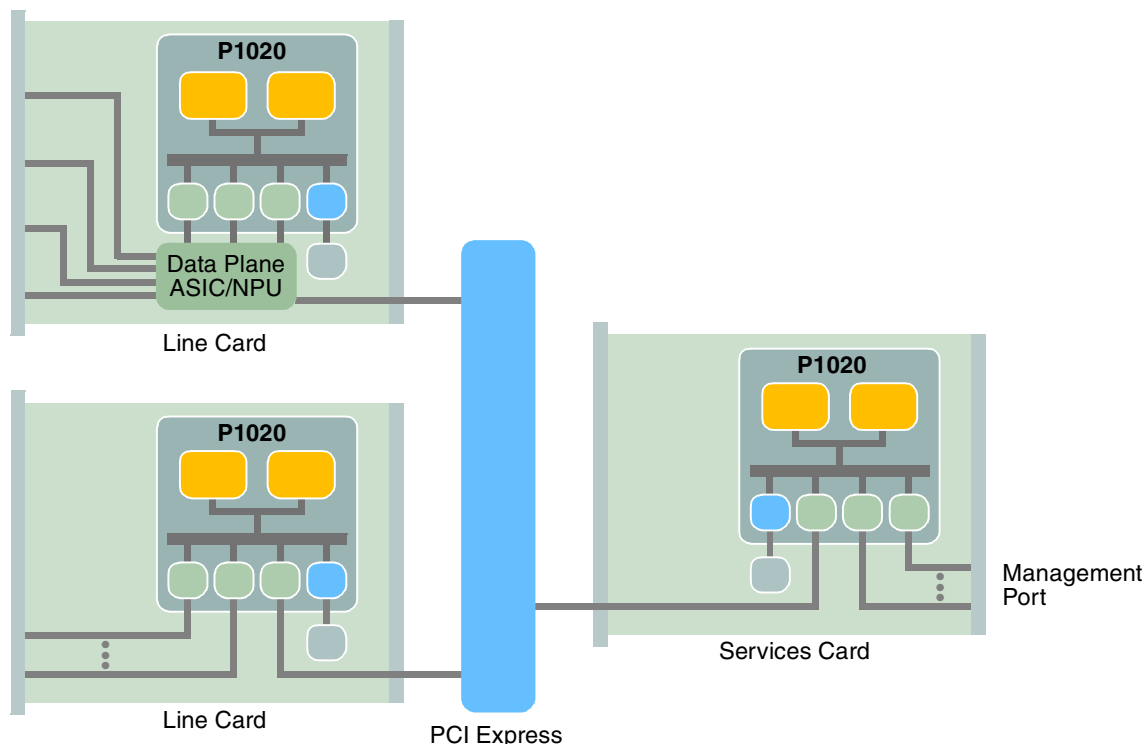 P1020
Data Plane
ASIC/NPU
Line Card
P1020
Line Card
PCI Express
P1020
Management
Port
Services Card